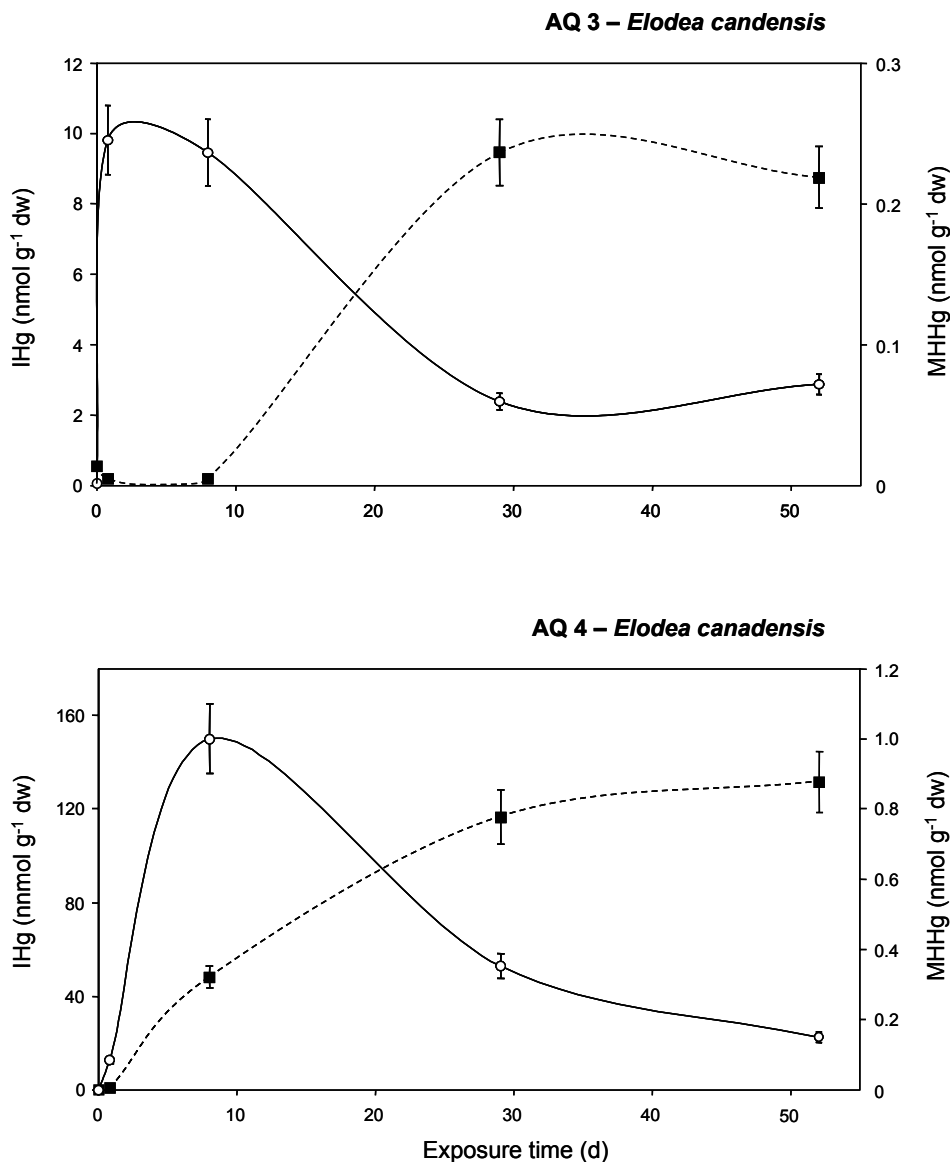 AQ 3 – Elodea candensis
12
10
8
6
4
2
0
IHg (nmol g-1 dw)
0.3
0.2
0.1
0
MHHg (nmol g-1 dw)
0 10 20 30 40 50
AQ 4 – Elodea canadensis
160
120
80
40
0
IHg (nnmol g-1 dw)
1.2
1.0
0.8
0.6
0.4
0.2
0
MHHg (nmol g-1 dw)
0 10 20 30 40 50
Exposure time (d)